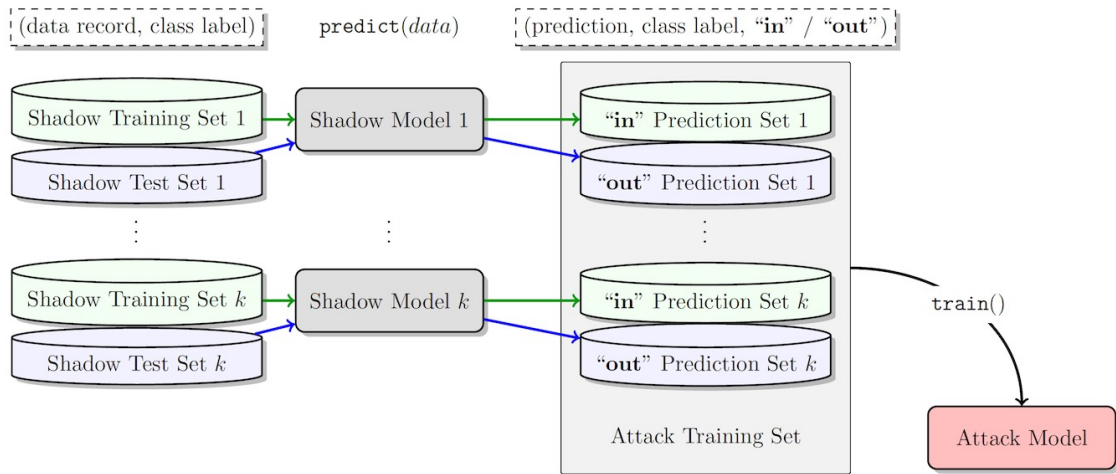 (data record, class label)
predict(data)
(prediction, class label, “in” / “out”)
Shadow Training Set 1
Shadow Model 1
“in” Prediction Set 1
Shadow Test Set 1
“out” Prediction Set 1
Shadow Training Set k
Shadow Model k
“in” Prediction Set k
train()
Shadow Test Set k
“out” Prediction Set k
Attack Training Set
Attack Model